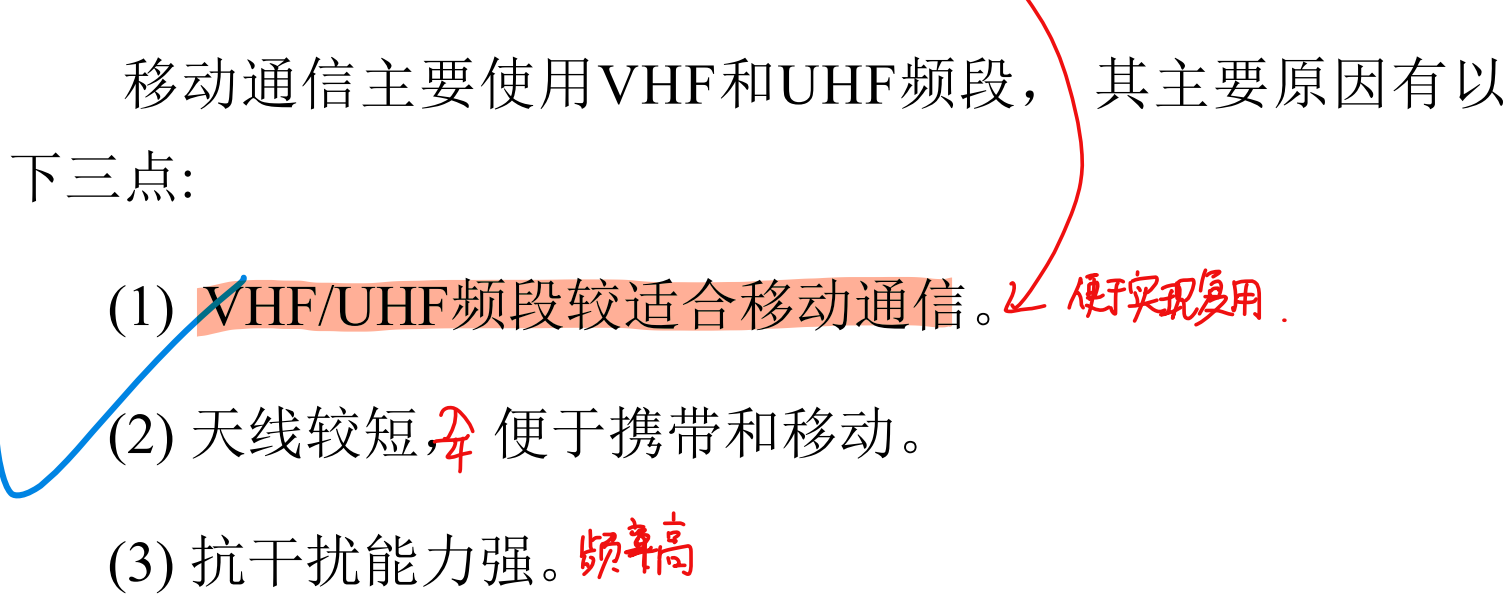 移动通信主要使用VHF和UHF频段， 其主要原因有以
下三点:
(1) VHF/UHF频段较适合移动通信。 便于实现复用.
(2) 天线较短, λ/4 便于携带和移动。
(3) 抗干扰能力强。 频率高